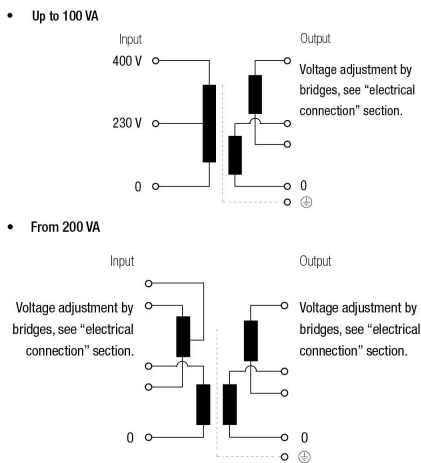 • Up to 100 VA
Input
Output
400 V
Voltage adjustment by
bridges, see “electrical
connection” section.
230 V
0
0
• From 200 VA
Input
Output
Voltage adjustment by
bridges, see “electrical
connection” section.
Voltage adjustment by
bridges, see “electrical
connection” section.
0
0